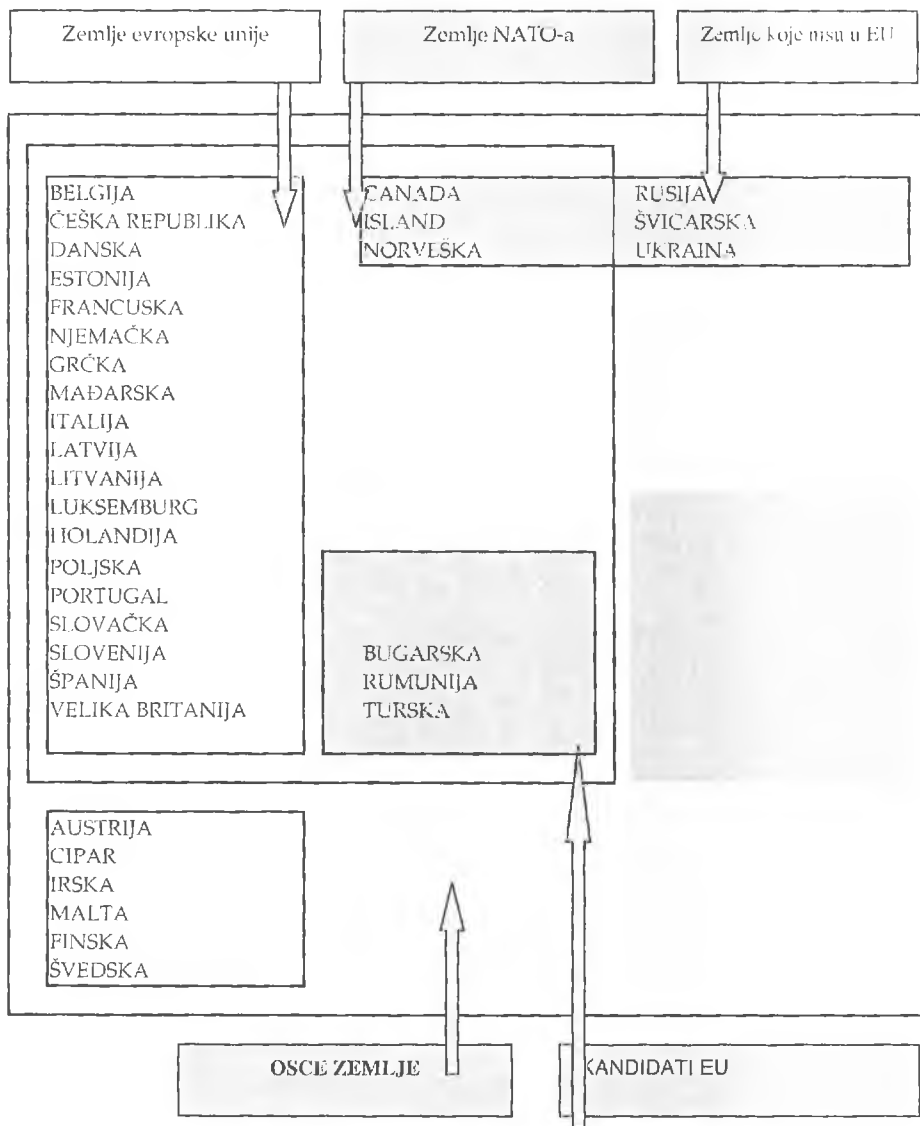 Zemlje evropske unije
Zemlje NATO-a
Zemlje koje nisu u EU
BELGIJA
ČEŠKA REPUBLIKA
DANSKA
ESTONIJA
FRANCUSKA
NJEMAČKA
GRČKA
MAĐARSKA
ITALIJA
LATVIJA
LITVANIJA
LUKSEMBURG
HOLANDIJA
POLJSKA
PORTUGAL
SLOVAČKA
SLOVENIJA
ŠPANIJA
VELIKA BRITANIJA
CANADA
ISLAND
NORVEŠKA
RUSIJA
ŠVICARSKA
UKRAINA
BUGARSKA
RUMUNIJA
TURSKA
AUSTRIJA
CIPAR
IRSKA
MALTA
FINSKA
ŠVEDSKA
OSCE ZEMLJE
KANDIDATI EU